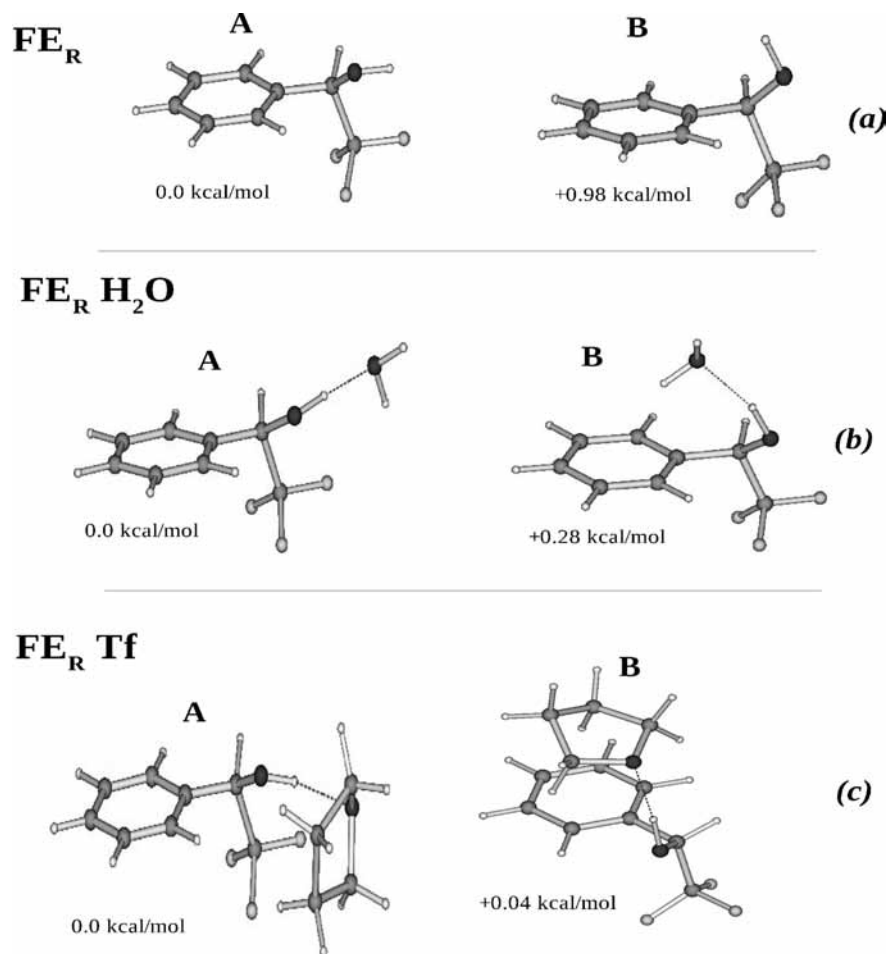 FE_R
A
B
(a)
0.0 kcal/mol
+0.98 kcal/mol
FE_R H₂O
A
B
(b)
0.0 kcal/mol
+0.28 kcal/mol
FE_R Tf
A
B
(c)
0.0 kcal/mol
+0.04 kcal/mol